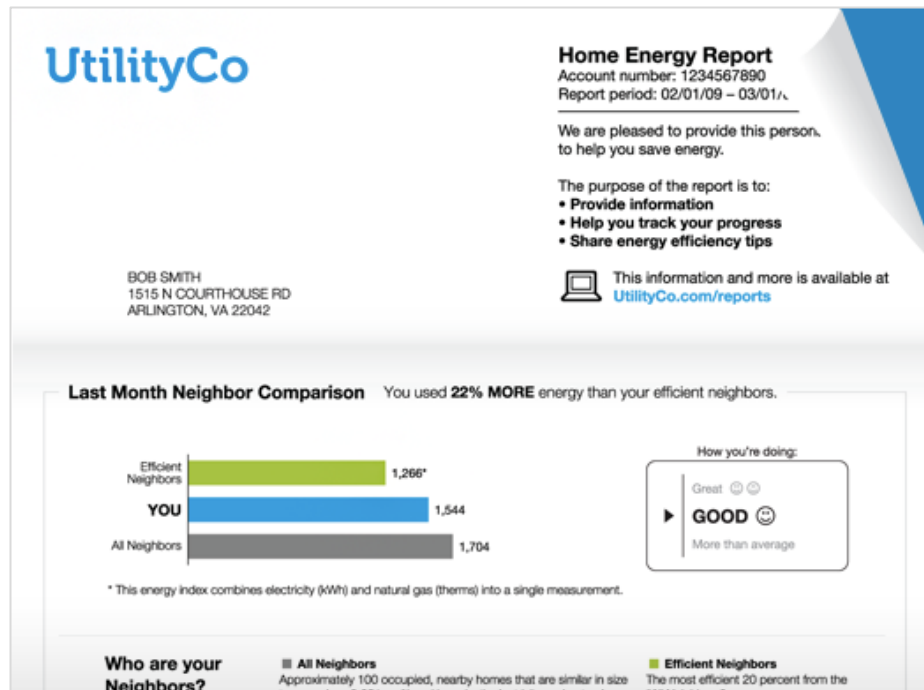 UtilityCo
Home Energy Report
Account number: 1234567890
Report period: 02/01/09 – 03/01/
We are pleased to provide this
to help you save energy.
The purpose of the report is to:
• Provide information
• Help you track your progress
• Share energy efficiency tips
This information and more is available at
UtilityCo.com/reports
BOB SMITH
1515 N COURTHOUSE RD
ARLINGTON, VA 22042
Last Month Neighbor Comparison You used 22% MORE energy than your efficient neighbors.
Efficient
Neighbors
1,266*
YOU
1,544
All Neighbors
1,704
* This energy index combines electricity (kWh) and natural gas (therms) into a single measurement.
How you're doing:
Great
GOOD
More than average
Who are your
Neighbors?
All Neighbors
Approximately 100 occupied, nearby homes that are similar in size
Efficient Neighbors
The most efficient 20 percent from the